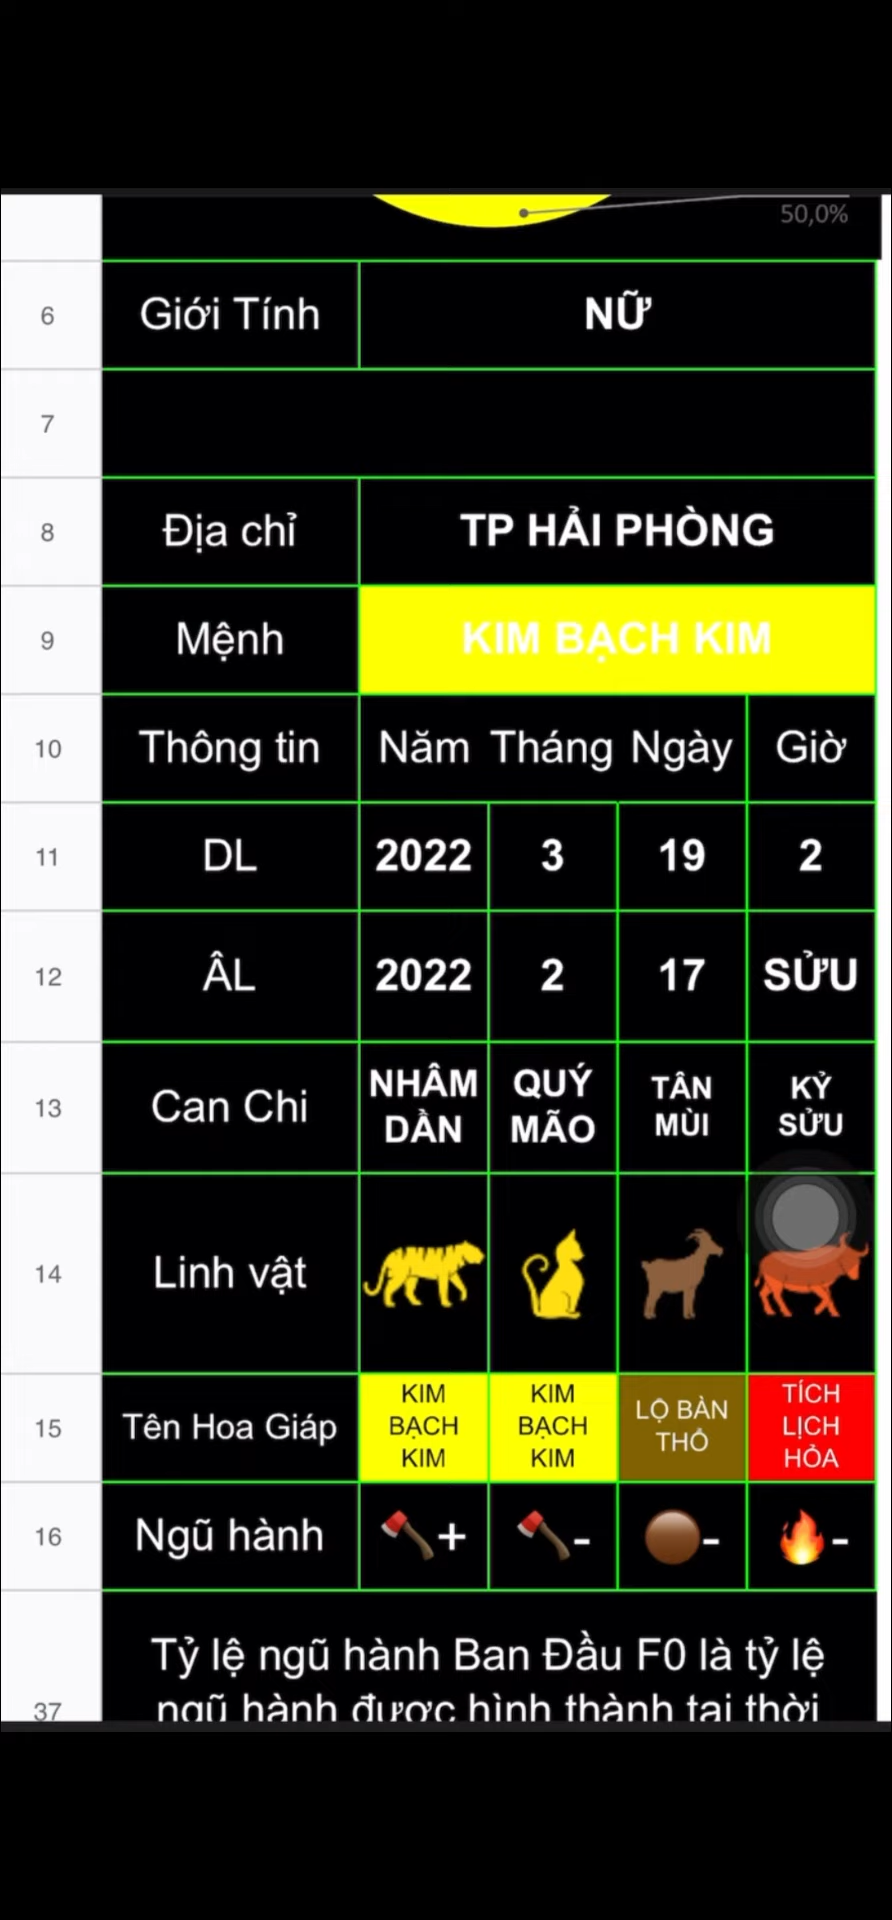 50,0%
6 Giới Tính NỮ
7
8 Địa chỉ TP HẢI PHÒNG
9 Mệnh KIM BẠCH KIM
10 Thông tin Năm Tháng Ngày Giờ
11 DL 2022 3 19 2
12 ÂL 2022 2 17 SỬU
13 Can Chi NHÂM DẦN QUÝ MÃO TÂN MÙI KỶ SỬU
14 Linh vật
15 Tên Hoa Giáp KIM BẠCH KIM KIM BẠCH KIM LỘ BÀN THỔ TÍCH LỊCH HỎA
16 Ngũ hành + - - -
Tỷ lệ ngũ hành Ban Đầu F0 là tỷ lệ
37 ngũ hành được hình thành tại thời